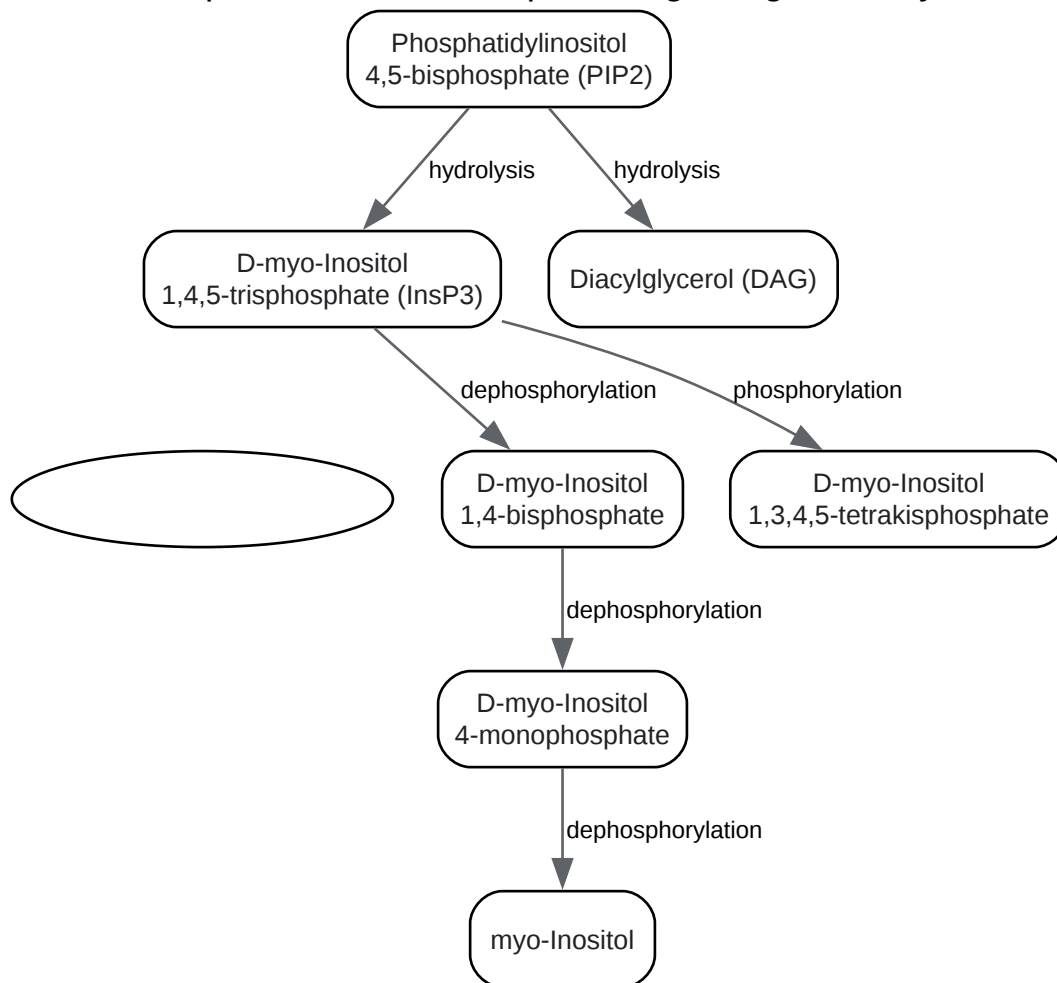 Phosphatidylinositol
4,5-bisphosphate (PIP2)
hydrolysis
hydrolysis
D-myo-Inositol
1,4,5-trisphosphate (InsP3)
Diacylglycerol (DAG)
dephosphorylation
phosphorylation
D-myo-Inositol
1,4-bisphosphate
D-myo-Inositol
1,3,4,5-tetrakisphosphate
dephosphorylation
D-myo-Inositol
4-monophosphate
dephosphorylation
myo-Inositol